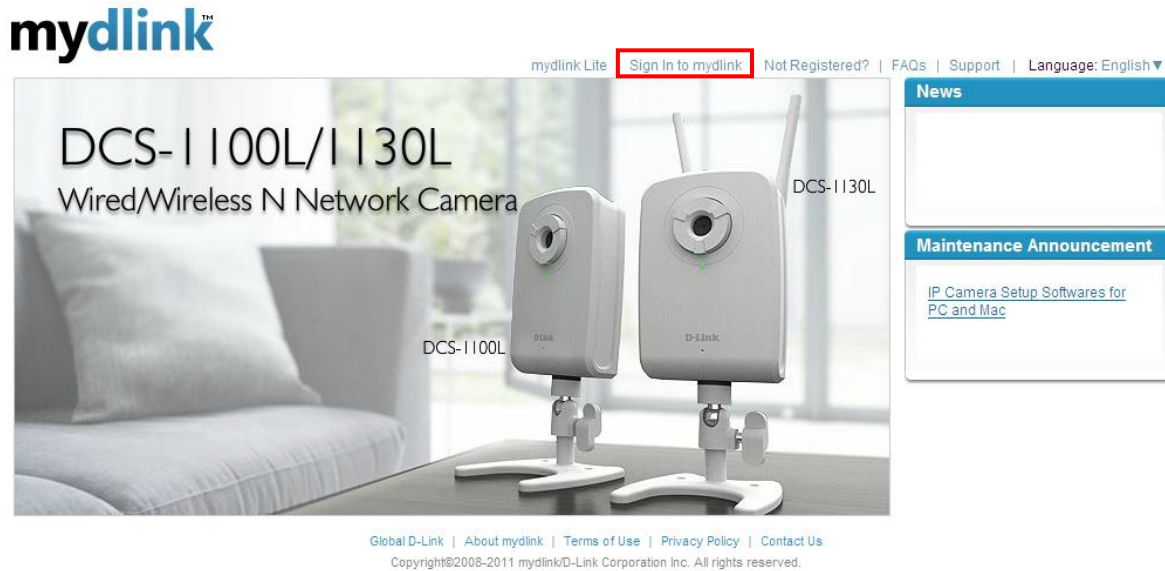 mydlink™
mydlink Lite Sign In to mydlink Not Registered? | FAQs | Support | Language: English▼
DCS-1100L/1130L
Wired/Wireless N Network Camera
DCS-1130L
DCS-1100L
D-Link
D-Link
News
Maintenance Announcement
IP Camera Setup Softwares for
PC and Mac
Global D-Link | About mydlink | Terms of Use | Privacy Policy | Contact Us
Copyright©2008-2011 mydlink/D-Link Corporation Inc. All rights reserved.